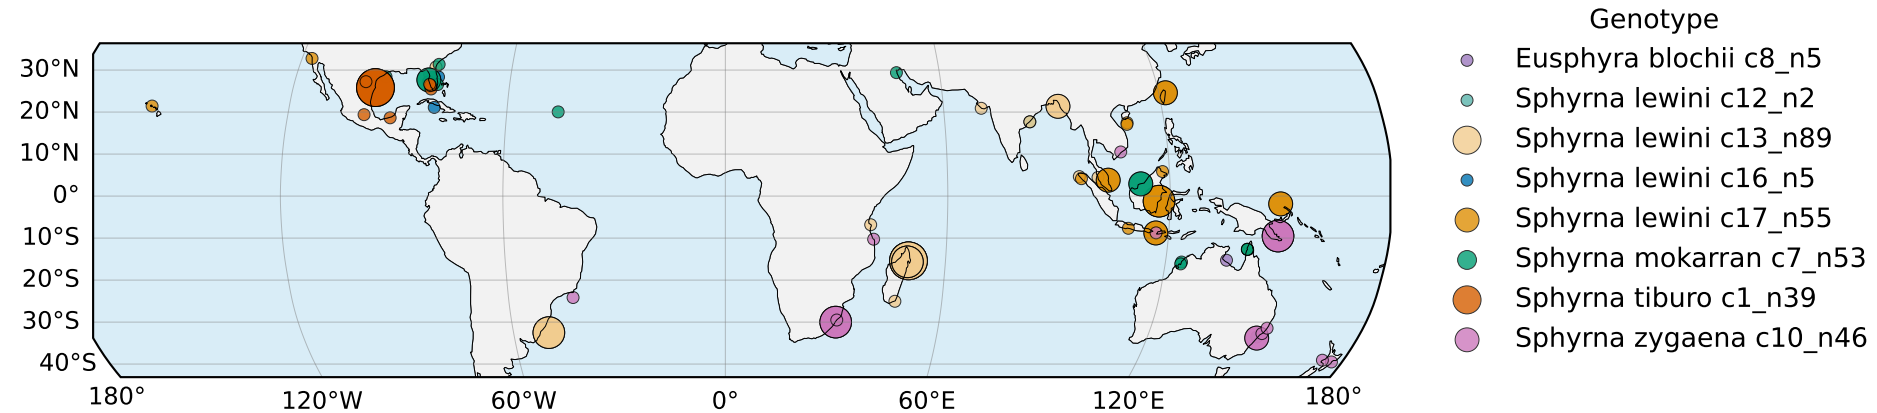 Genotype
Eusphyra blochii c8_n5
Sphyrna lewini c12_n2
Sphyrna lewini c13_n89
Sphyrna lewini c16_n5
Sphyrna lewini c17_n55
Sphyrna mokarran c7_n53
Sphyrna tiburo c1_n39
Sphyrna zygaena c10_n46
30°N
20°N
10°N
0°
10°S
20°S
30°S
40°S
180° 120°W 60°W 0° 60°E 120°E 180°